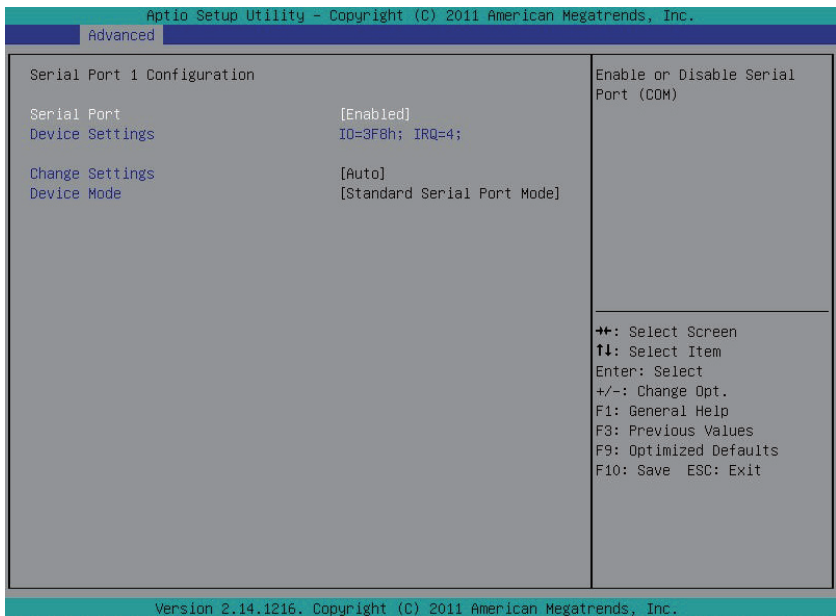 Aptio Setup Utility – Copyright (C) 2011 American Megatrends, Inc.
Advanced
Serial Port 1 Configuration
Serial Port [Enabled]
Device Settings IO=3F8h; IRQ=4;
Change Settings [Auto]
Device Mode [Standard Serial Port Mode]
Enable or Disable Serial
Port (COM)
→←: Select Screen
↑↓: Select Item
Enter: Select
+/-: Change Opt.
F1: General Help
F3: Previous Values
F9: Optimized Defaults
F10: Save ESC: Exit
Version 2.14.1216. Copyright (C) 2011 American Megatrends, Inc.